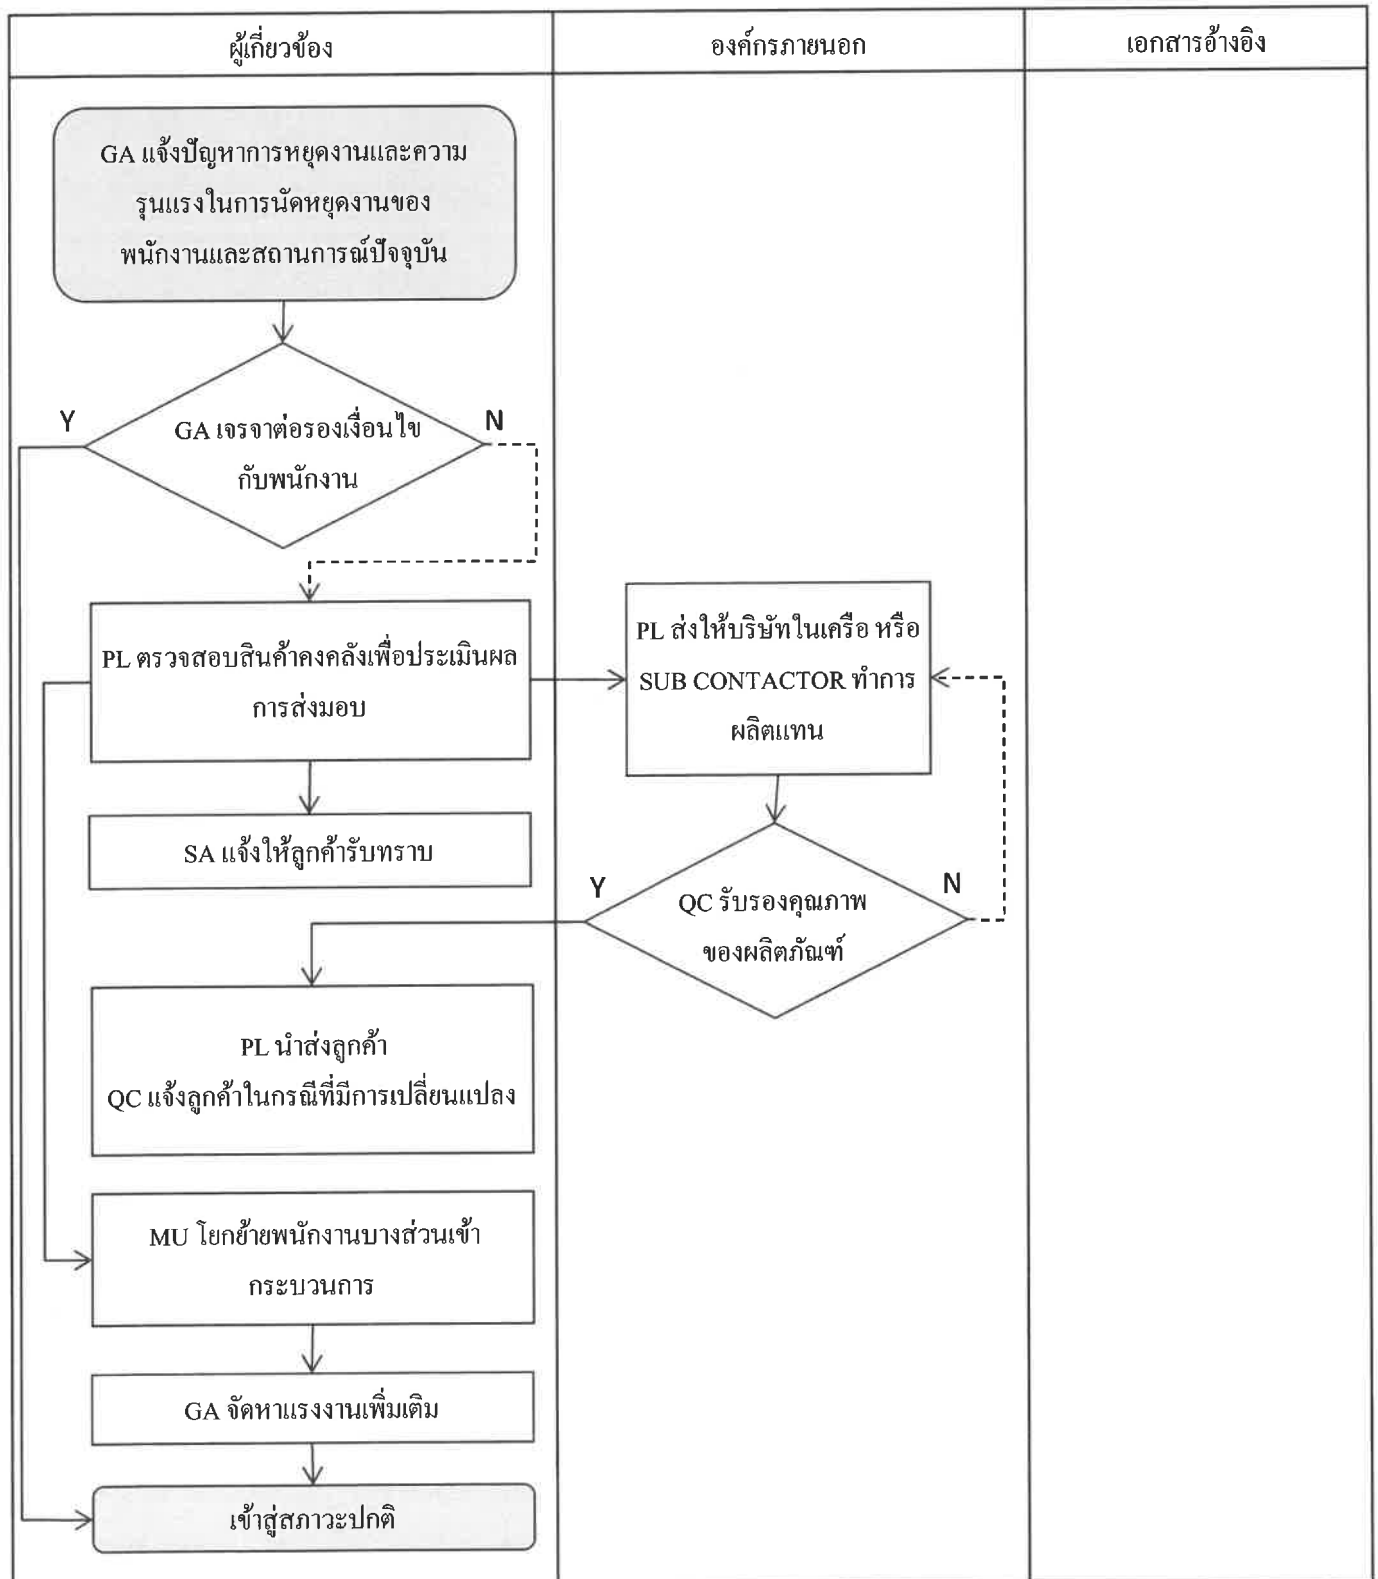 ผู้เกี่ยวข้อง
องค์กรภายนอก
เอกสารอ้างอิง
GA แจ้งปัญหาการหยุดงานและความ
รุนแรงในการนัดหยุดงานของ
พนักงานและสถานการณ์ปัจจุบัน
Y
GA เจรจาต่อรองเงื่อนไข
กับพนักงาน
N
PL ตรวจสอบสินค้าคงคลังเพื่อประเมินผล
การส่งมอบ
PL ส่งให้บริษัทในเครือ หรือ
SUB CONTACTOR ทำการ
ผลิตแทน
SA แจ้งให้ลูกค้ารับทราบ
Y
QC รับรองคุณภาพ
ของผลิตภัณฑ์
N
PL นำส่งลูกค้า
QC แจ้งลูกค้าในกรณีที่มีการเปลี่ยนแปลง
MU โยกย้ายพนักงานบางส่วนเข้า
กระบวนการ
GA จัดหาแรงงานเพิ่มเติม
เข้าสู่สภาวะปกติ